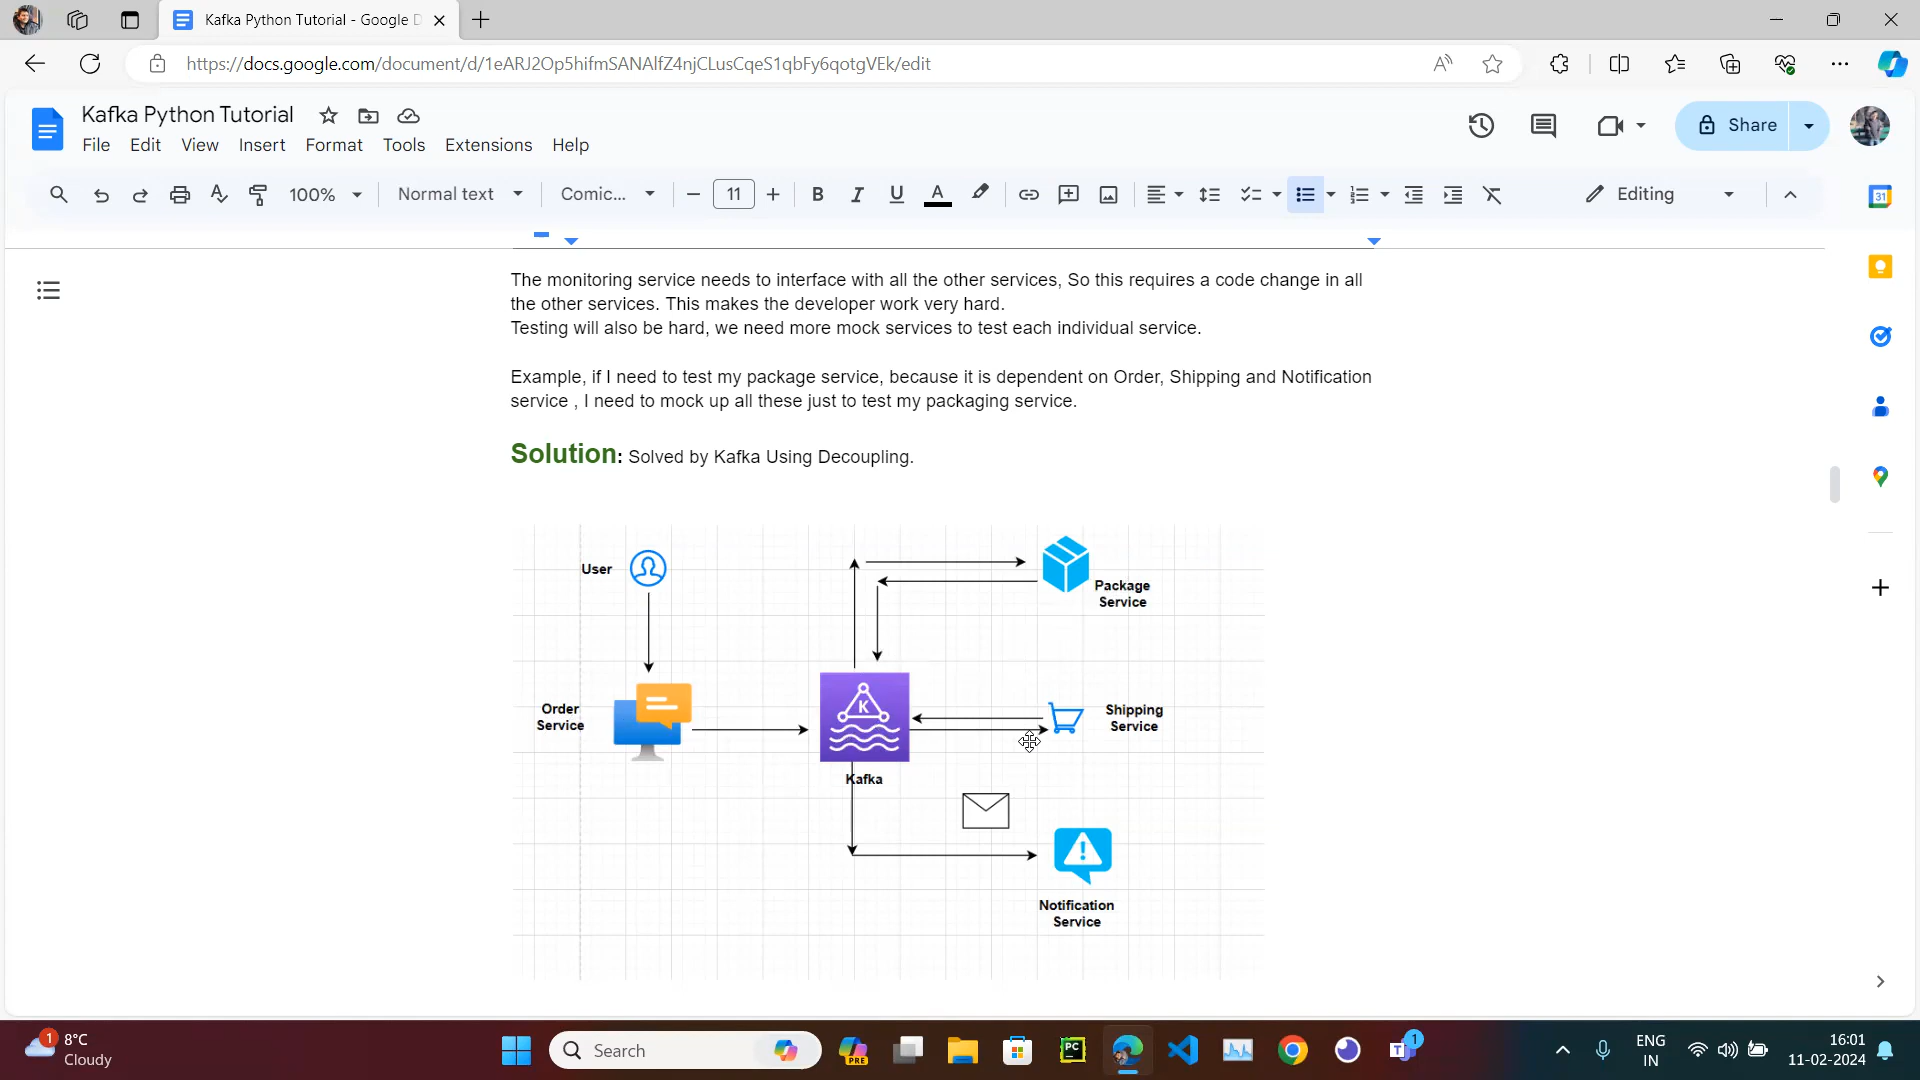 Kafka Python Tutorial - Google D
https://docs.google.com/document/d/1eARJ2Op5hifmSANAlfZ4njCLusCqeS1qbFy6qotgVEk/edit
Kafka Python Tutorial
File Edit View Insert Format Tools Extensions Help
Share
100% Normal text Comic... 11 B I U A Editing
31
The monitoring service needs to interface with all the other services, So this requires a code change in all
the other services. This makes the developer work very hard.
Testing will also be hard, we need more mock services to test each individual service.
Example, if I need to test my package service, because it is dependent on Order, Shipping and Notification
service , I need to mock up all these just to test my packaging service.
Solution: Solved by Kafka Using Decoupling.
User
Package
Service
Order
Service
K
Kafka
Shipping
Service
Notification
Service
1
8°C
Cloudy
Search
PRE
PC
1
ENG
IN
16:01
11-02-2024